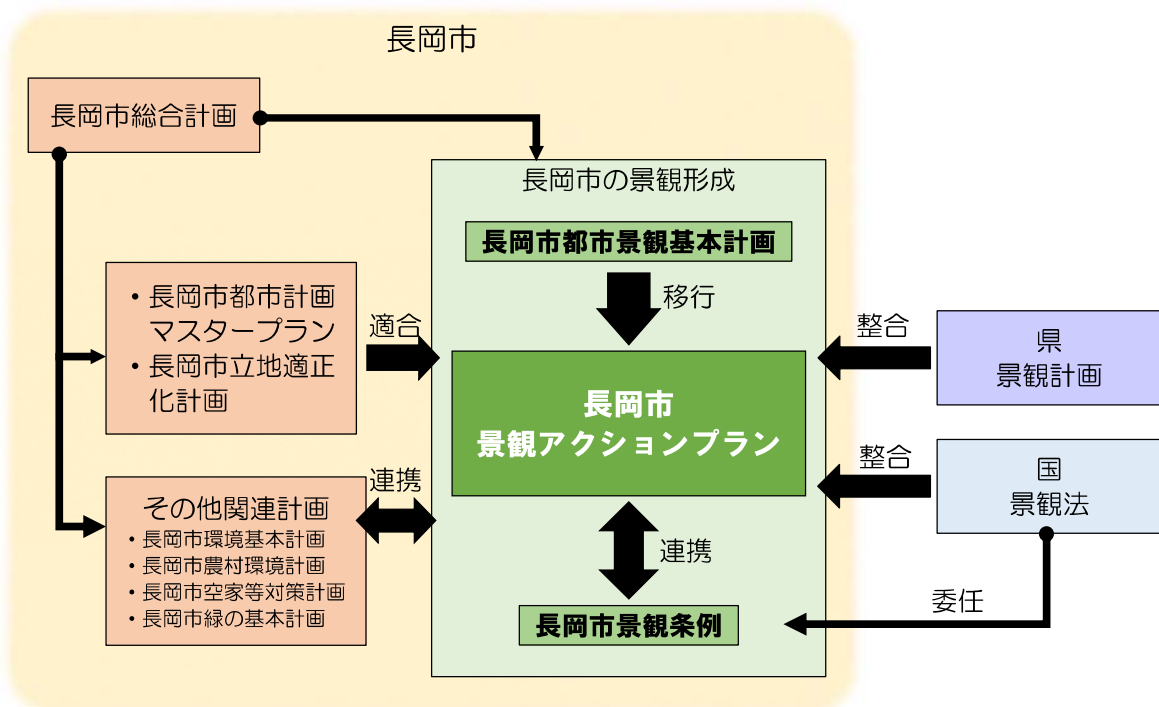 長岡市
長岡市総合計画
長岡市の景観形成
長岡市都市景観基本計画
移行
・長岡市都市計画
マスタープラン
・長岡市立地適正
化計画
適合
長岡市
景観アクションプラン
整合
県
景観計画
整合
国
景観法
連携
その他関連計画
・長岡市環境基本計画
・長岡市農村環境計画
・長岡市空家等対策計画
・長岡市緑の基本計画
連携
長岡市景観条例
委任